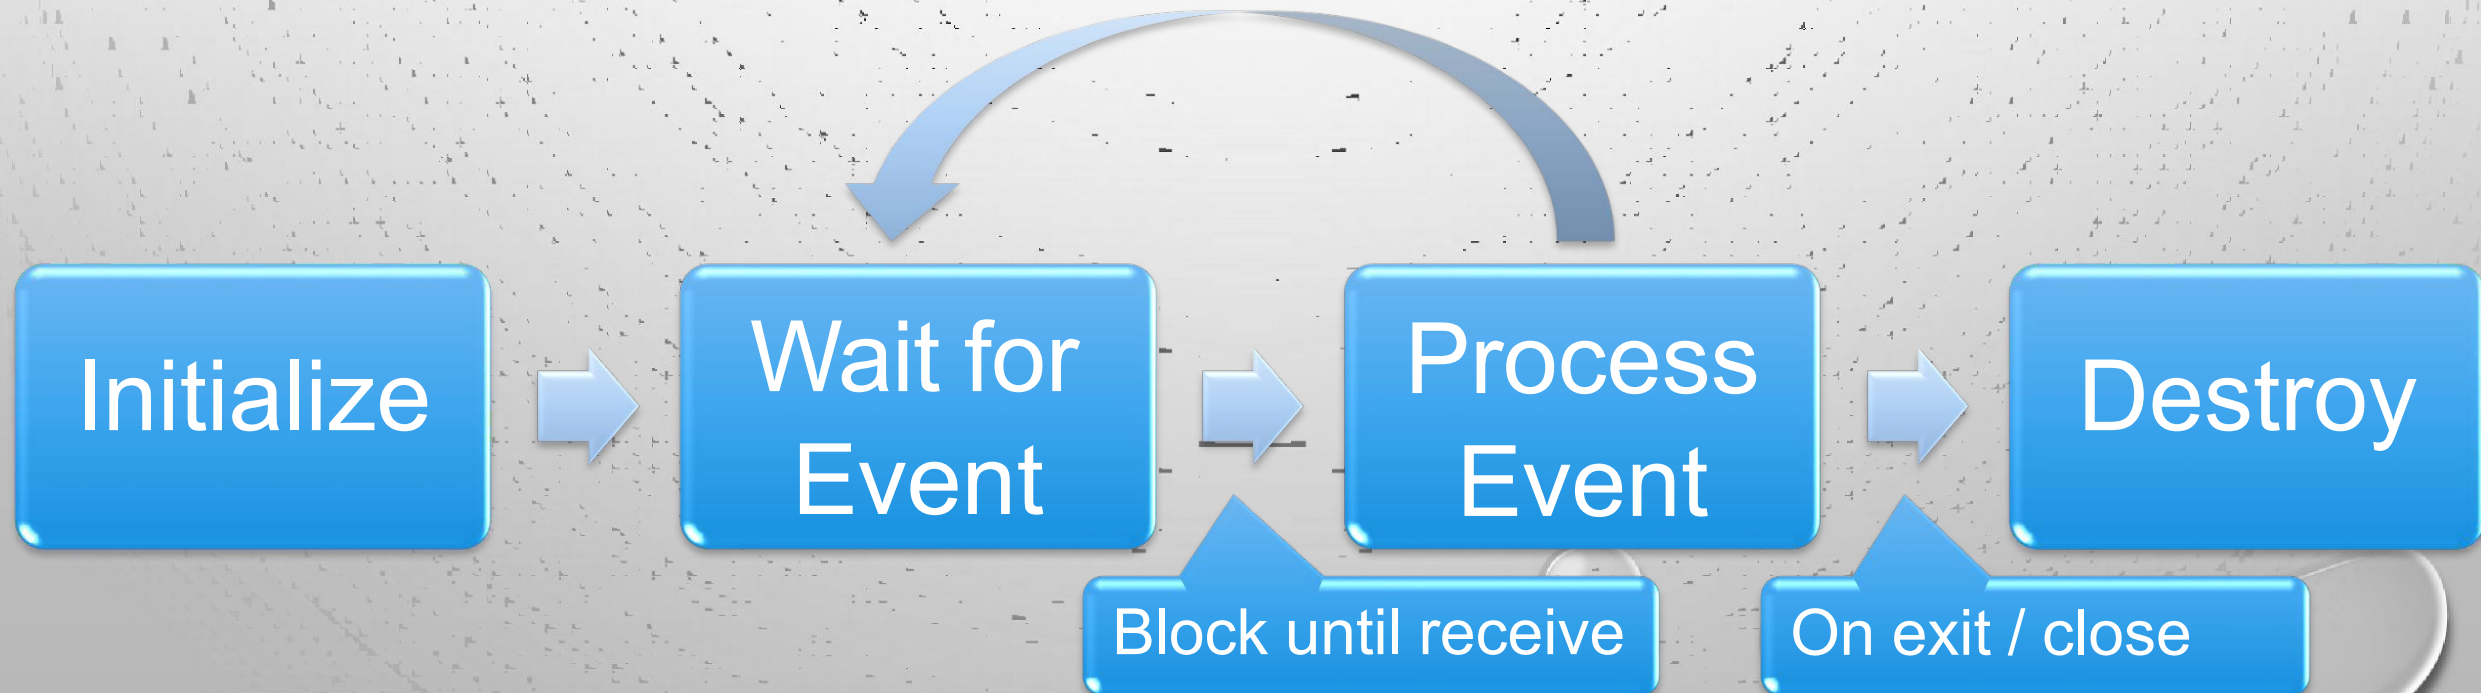 Initialize
Wait for
Event
Process
Event
Destroy
Block until receive
On exit / close